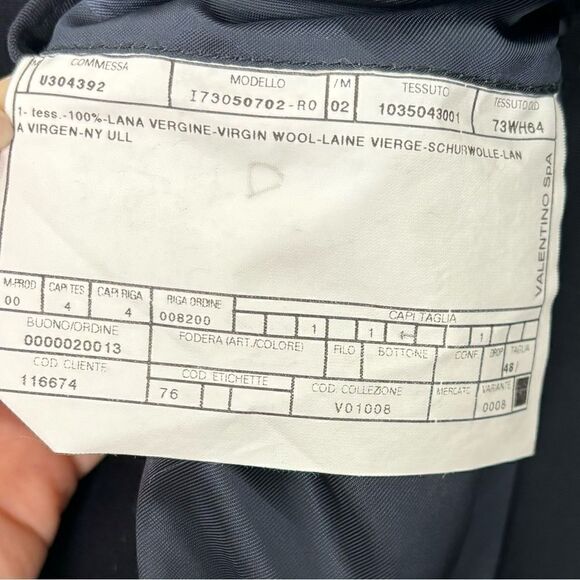 COMMESSA MODELLO /M TESSUTO TESSUTO
U304392 I73050702-R0 02 1035043001 73WH64
1- tess.-100%-LANA VERGINE-VIRGIN WOOL-LAINE VIERGE-SCHURWOLLE-LAN
A VIRGEN-NY ULL
VALENTINO SpA
M-PROD CAPI TES CAPI RIGA RIGA ORDINE CAPI TAGLIA
00 4 4 008200 1 1 1
BUONO/ORDINE FODERA (ART./COLORE) FILO BOTTONE CONF. DROP TAGLIA
0000020013 48/
COD CLIENTE COD ETICHETTE COD. COLLEZIONE MERCATO VARIANTE
116674 76 V01008 0008